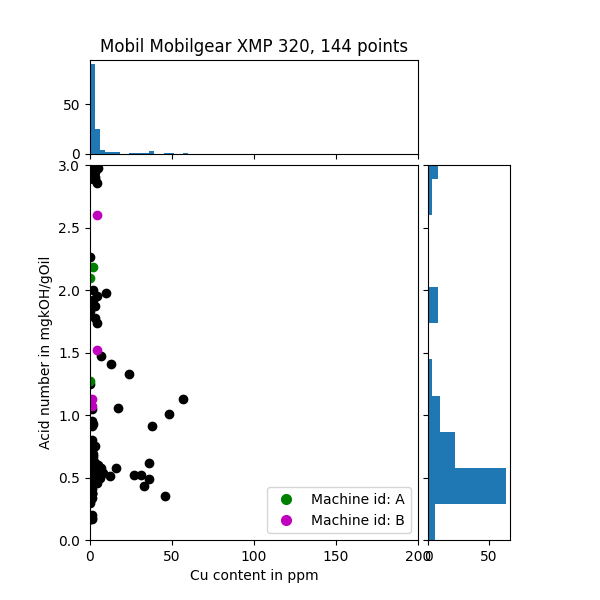 Mobil Mobilgear XMP 320, 144 points
50
0
3.0
2.5
2.0
1.5
1.0
0.5
0.0
Acid number in mgkOH/gOil
Machine id: A
Machine id: B
0 50 100 150 200
0 50
Cu content in ppm